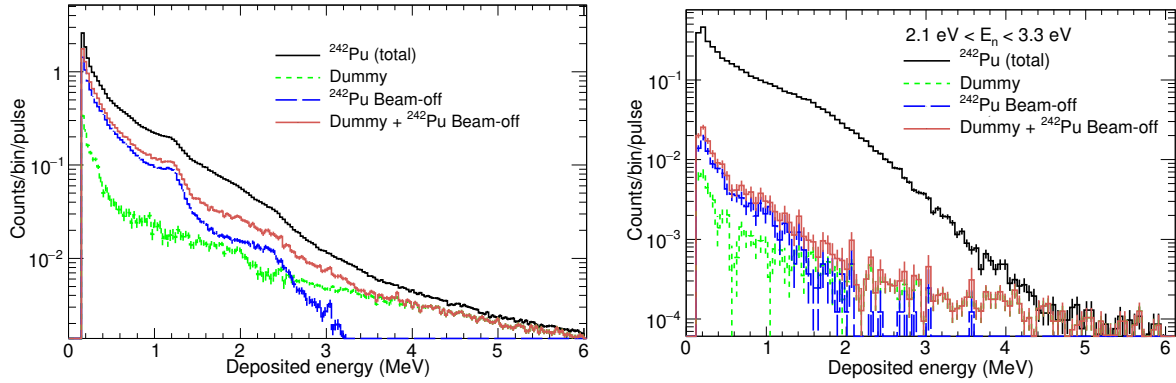 ²⁴²Pu (total)
Dummy
²⁴²Pu Beam-off
Dummy + ²⁴²Pu Beam-off
Counts/bin/pulse
1
10⁻¹
10⁻²
0 1 2 3 4 5 6
Deposited energy (MeV)
2.1 eV < Eₙ < 3.3 eV
²⁴²Pu (total)
Dummy
²⁴²Pu Beam-off
Dummy + ²⁴²Pu Beam-off
Counts/bin/pulse
10⁻¹
10⁻²
10⁻³
10⁻⁴
0 1 2 3 4 5 6
Deposited energy (MeV)